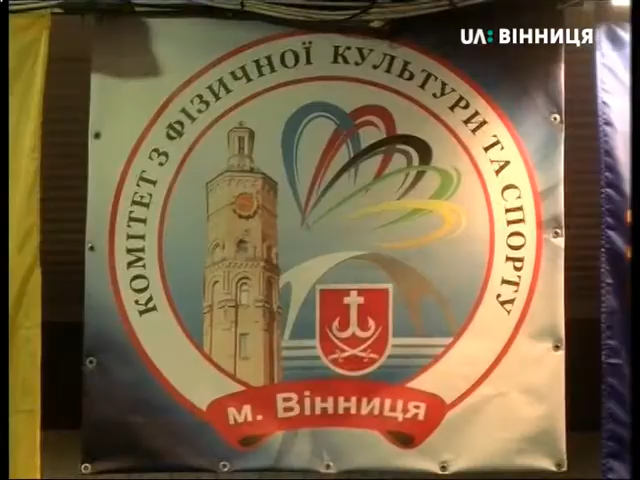 UA: ВІННИЦЯ
КОМІТЕТ З ФІЗИЧНОЇ КУЛЬТУРИ ТА СПОРТУ
м. Вінниця